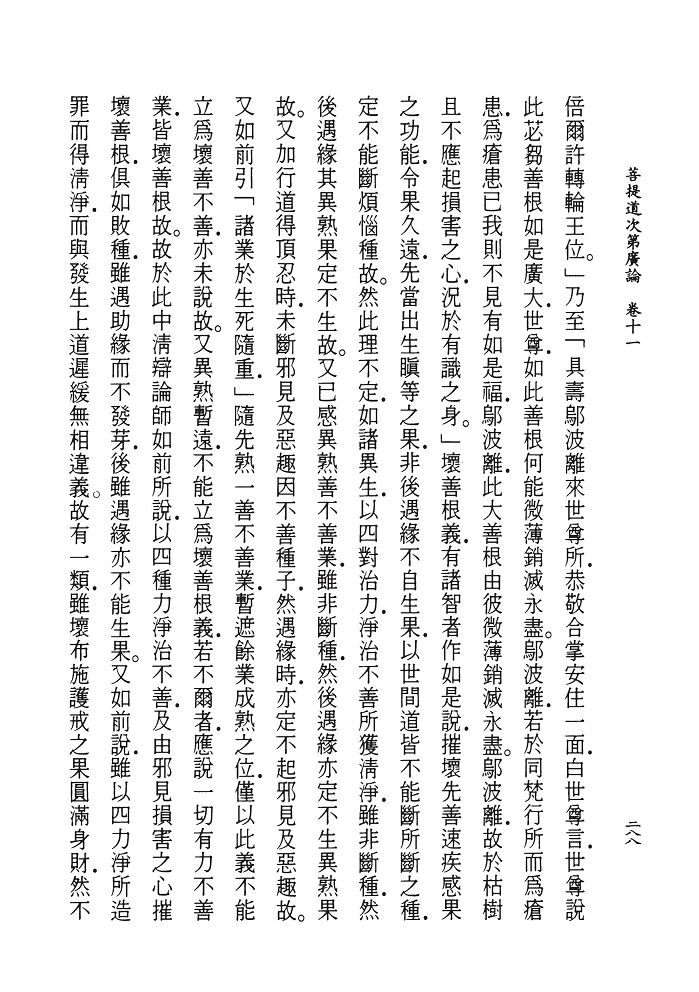 菩提道次第廣論　卷十一
二八八
倍爾許轉輪王位。」乃至「具壽鄔波離來世尊所．恭敬合掌安住一面．白世尊言．世尊說
此苾芻善根如是廣大．世尊．如此善根何能微薄銷滅永盡。鄔波離．若於同梵行所而為瘡
患．為瘡患已我則不見有如是福．鄔波離．此大善根由彼微薄銷滅永盡。鄔波離．故於枯樹
且不應起損害之心．況於有識之身。」壞善根義．有諸智者作如是說．摧壞先善速疾感果
之功能．令果久遠．先當出生瞋等之果．非後遇緣不自生果．以世間道皆不能斷所斷之種．
定不能斷煩惱種故。然此理不定．如諸異生．以四對治力．淨治不善所獲清淨．雖非斷種．然
後遇緣其異熟果定不生故。又已感異熟善不善業．雖非斷種．然後遇緣亦定不生異熟果
故。又加行道得頂忍時．未斷邪見及惡趣因不善種子．然遇緣時．亦定不起邪見及惡趣故。
又如前引「諸業於生死隨重．」隨先熟一善不善業．暫遮餘業成熟之位．僅以此義不能
立為壞善不善．亦未說故。又異熟暫遠．不能立為壞善根義．若不爾者．應說一切有力不善
業．皆壞善根故。故於此中清辯論師如前所說．以四種力淨治不善．及由邪見損害之心摧
壞善根．俱如敗種．雖遇助緣而不發芽．後雖遇緣亦不能生果。又如前說．雖以四力淨所造
罪而得清淨．而與發生上道遲緩無相違義。故有一類．雖壞布施護戒之果圓滿身財．然不